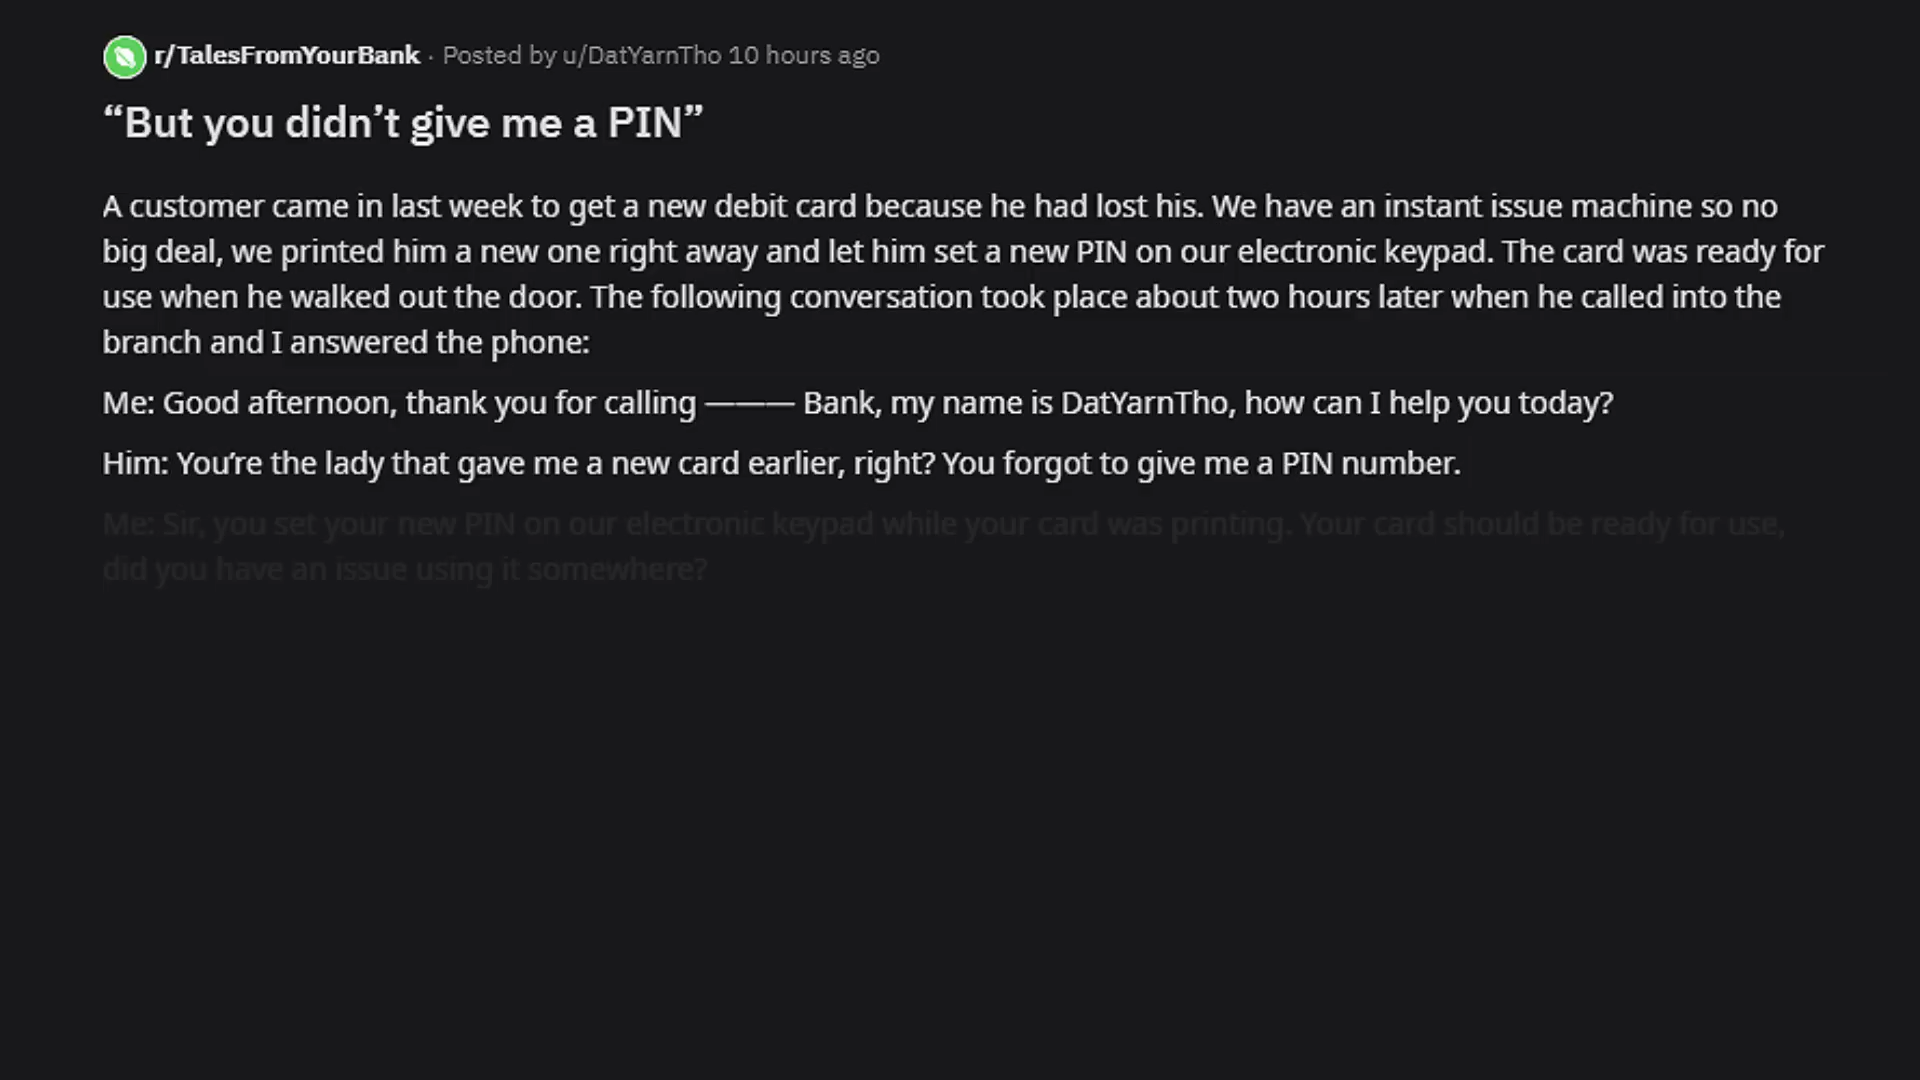 r/TalesFromYourBank · Posted by u/DatYarnTho 10 hours ago
“But you didn’t give me a PIN”
A customer came in last week to get a new debit card because he had lost his. We have an instant issue machine so no
big deal, we printed him a new one right away and let him set a new PIN on our electronic keypad. The card was ready for
use when he walked out the door. The following conversation took place about two hours later when he called into the
branch and I answered the phone:
Me: Good afternoon, thank you for calling ——— Bank, my name is DatYarnTho, how can I help you today?
Him: You’re the lady that gave me a new card earlier, right? You forgot to give me a PIN number.
Me: Sir, you set your new PIN on our electronic keypad while your card was printing. Your card should be ready for use,
did you have an issue using it somewhere?